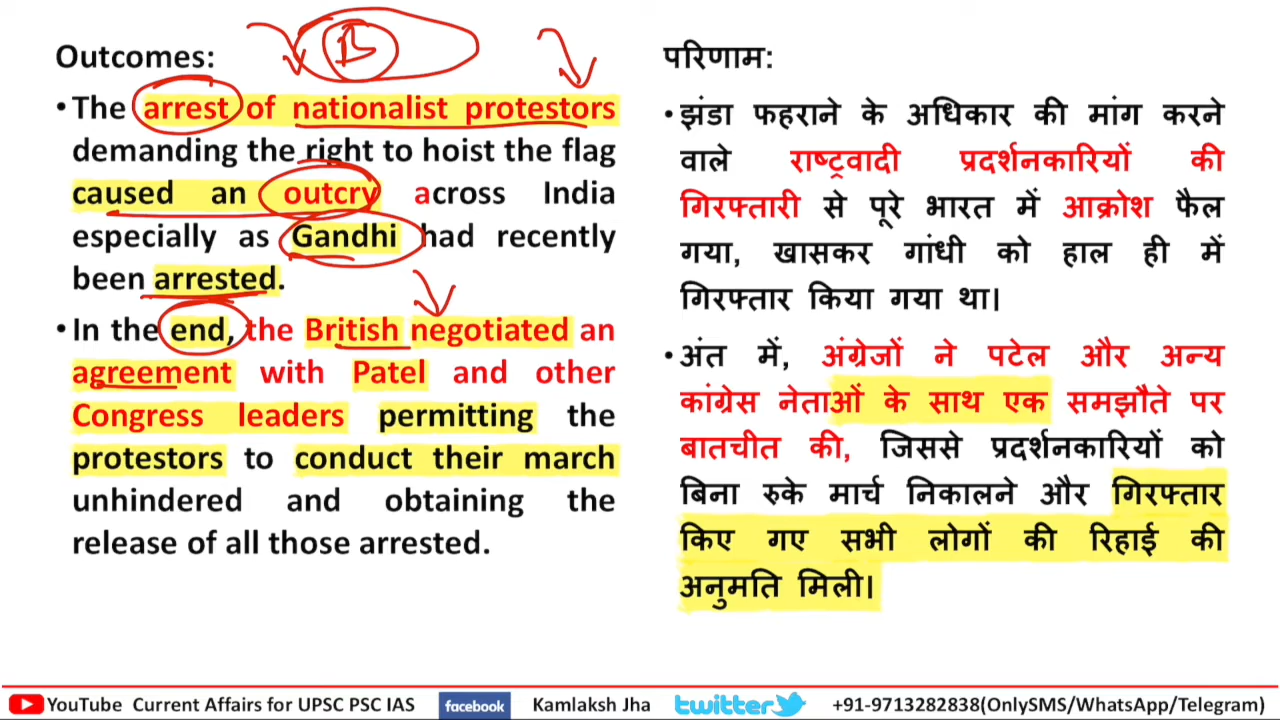 B
Outcomes:
• The arrest of nationalist protestors
demanding the right to hoist the flag
caused an outcry across India
especially as Gandhi had recently
been arrested.
• In the end, the British negotiated an
agreement with Patel and other
Congress leaders permitting the
protestors to conduct their march
unhindered and obtaining the
release of all those arrested.
परिणाम:
• झंडा फहराने के अधिकार की मांग करने
वाले राष्ट्रवादी प्रदर्शनकारियों की
गिरफ्तारी से पूरे भारत में आक्रोश फैल
गया, खासकर गांधी को हाल ही में
गिरफ्तार किया गया था।
• अंत में, अंग्रेजों ने पटेल और अन्य
कांग्रेस नेताओं के साथ एक समझौते पर
बातचीत की, जिससे प्रदर्शनकारियों को
बिना रुके मार्च निकालने और गिरफ्तार
किए गए सभी लोगों की रिहाई की
अनुमति मिली।
YouTube Current Affairs for UPSC PSC IAS facebook Kamlaksh Jha twitter +91-9713282838(OnlySMS/WhatsApp/Telegram)